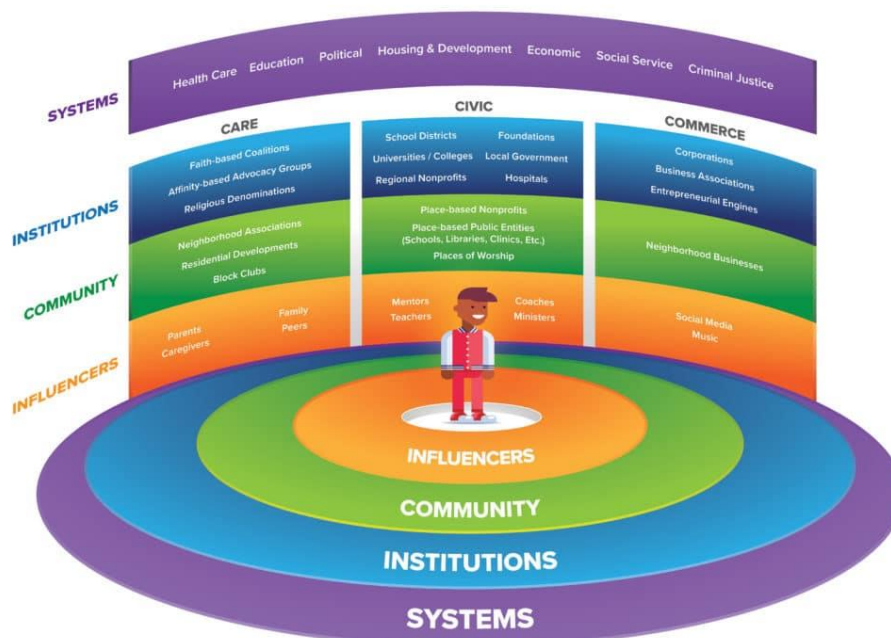 SYSTEMS
Health Care Education Political Housing & Development Economic Social Service Criminal Justice
CARE
CIVIC
COMMERCE
INSTITUTIONS
Faith-based Coalitions
Affinity-based Advocacy Groups
Religious Denominations
School Districts Foundations
Universities / Colleges Local Government
Regional Nonprofits Hospitals
Corporations
Business Associations
Entrepreneurial Engines
COMMUNITY
Neighborhood Associations
Residential Developments
Block Clubs
Place-based Nonprofits
Place-based Public Entities
(Schools, Libraries, Clinics, Etc.)
Places of Worship
Neighborhood Businesses
INFLUENCERS
Parents Family
Caregivers Peers
Mentors Coaches
Teachers Ministers
Social Media
Music
INFLUENCERS
COMMUNITY
INSTITUTIONS
SYSTEMS